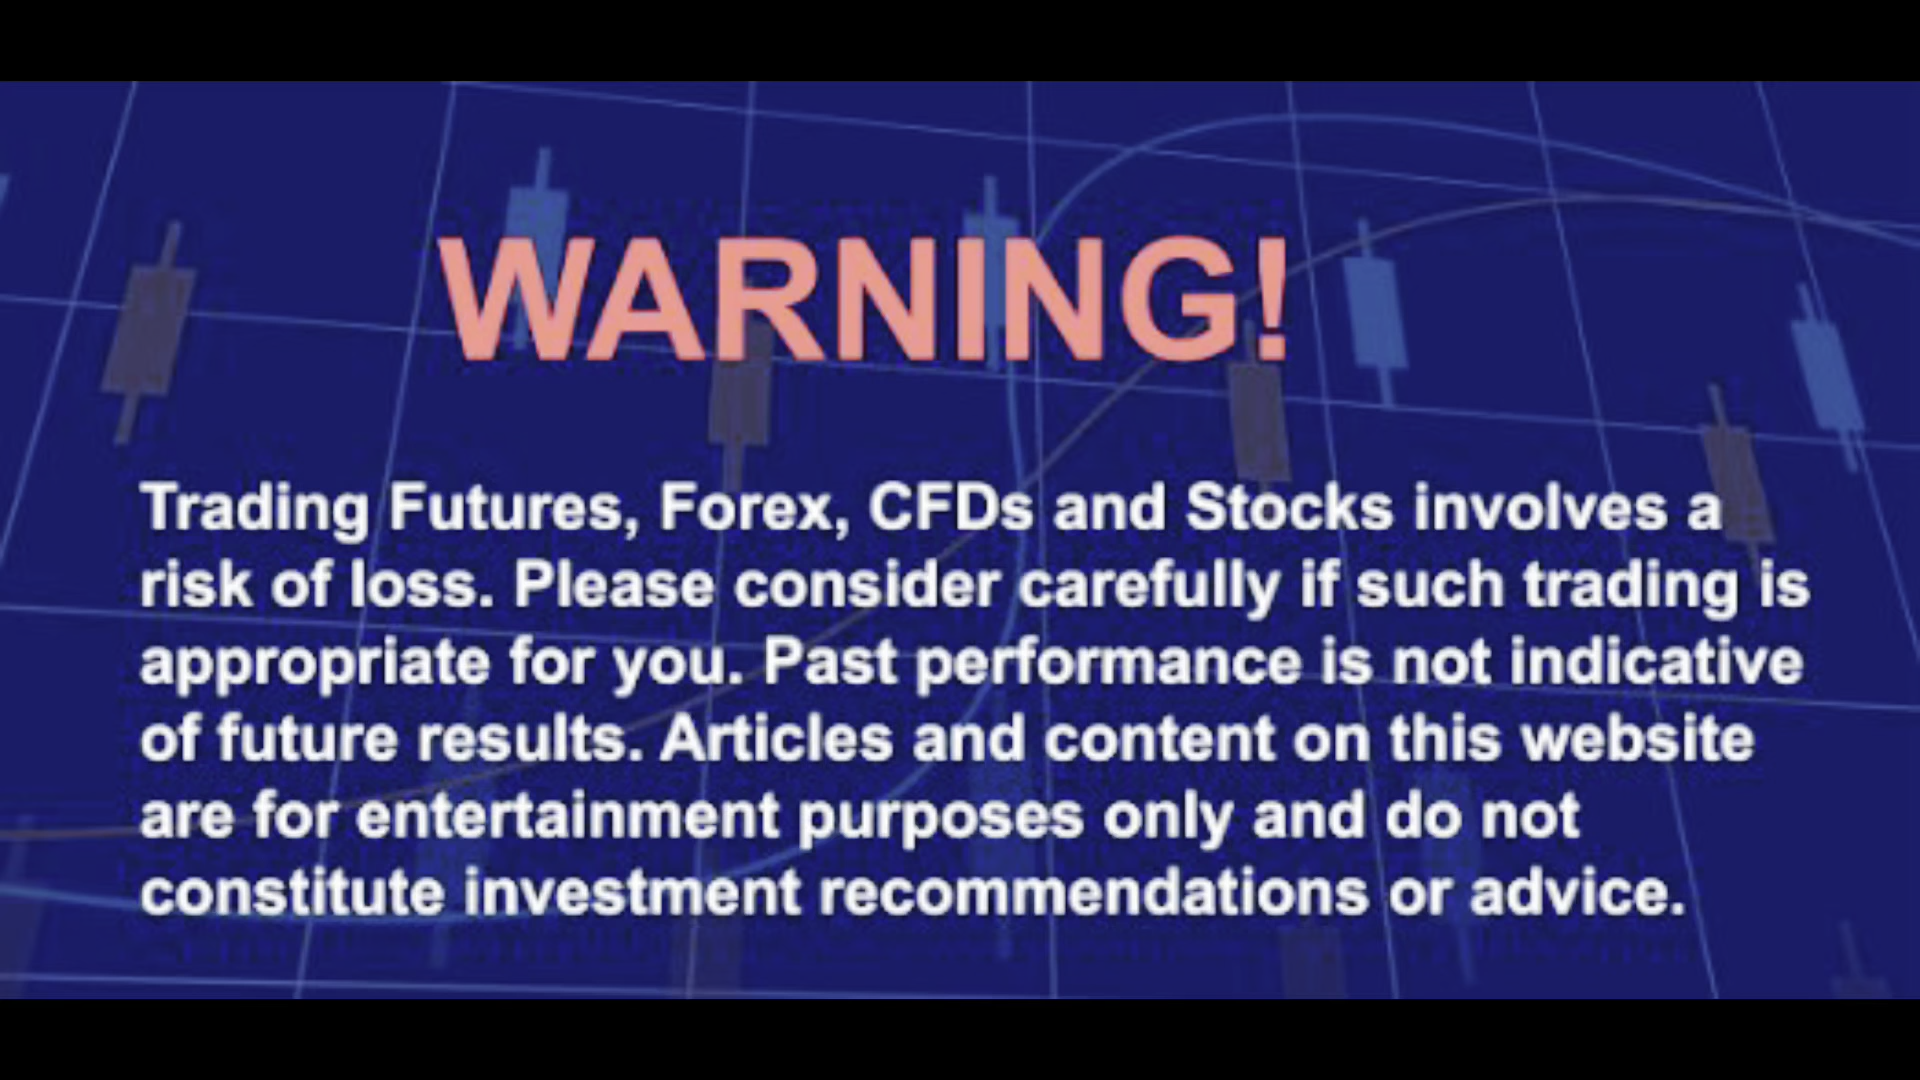 WARNING!
Trading Futures, Forex, CFDs and Stocks involves a
risk of loss. Please consider carefully if such trading is
appropriate for you. Past performance is not indicative
of future results. Articles and content on this website
are for entertainment purposes only and do not
constitute investment recommendations or advice.